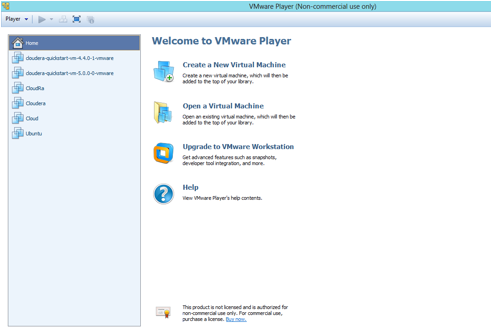 VMware Player (Non-commercial use only)
Player
Home
cloudera-quickstart-vm-4.4.0-1-vmware
cloudera-quickstart-vm-5.0.0-0-vmware
CloudRa
Cloudera
Cloud
Ubuntu
Welcome to VMware Player
Create a New Virtual Machine
Create a new virtual machine, which will then be
added to the top of your library.
Open a Virtual Machine
Open an existing virtual machine, which will then be
added to the top of your library.
Upgrade to VMware Workstation
Get advanced features such as snapshots,
developer tool integration, and more.
Help
View VMware Player's help contents.
This product is not licensed and is authorized for
non-commercial use only. For commercial use,
purchase a license. Buy now.